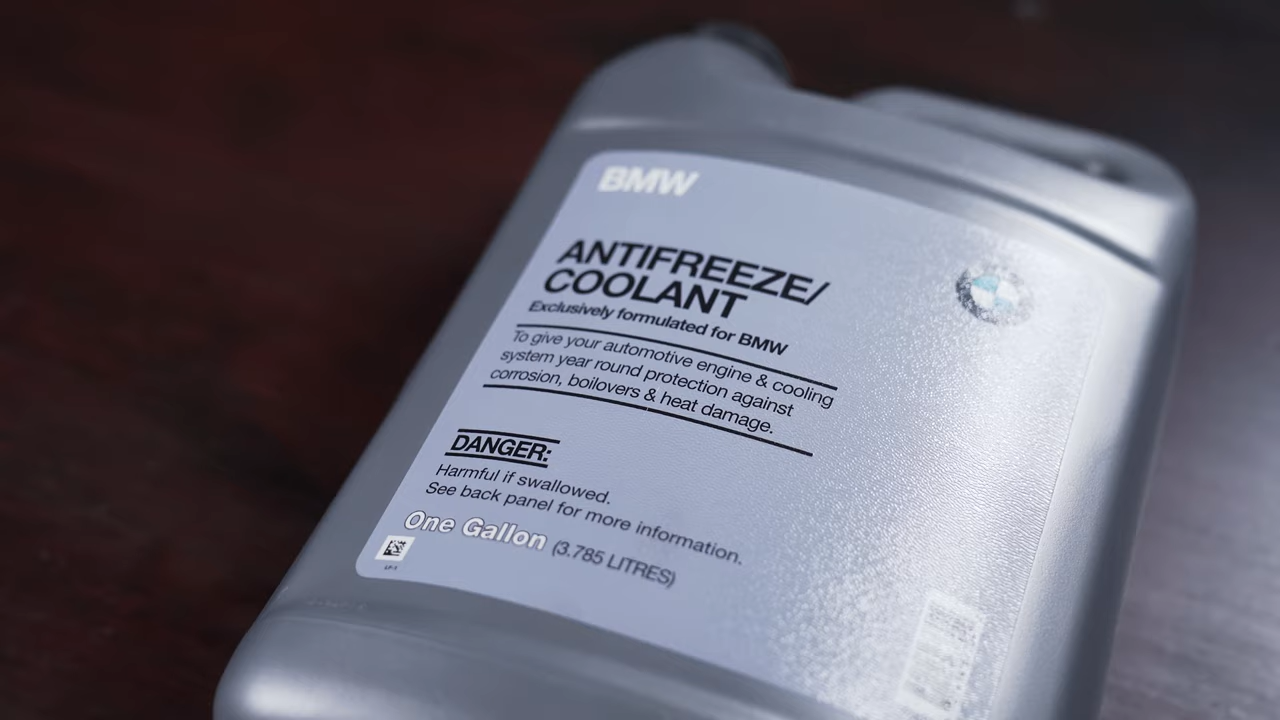 BMW
ANTIFREEZE/
COOLANT
Exclusively formulated for BMW
To give your automotive engine & cooling
system year round protection against
corrosion, boilovers & heat damage.
DANGER:
Harmful if swallowed.
See back panel for more information.
One Gallon (3.785 LITRES)